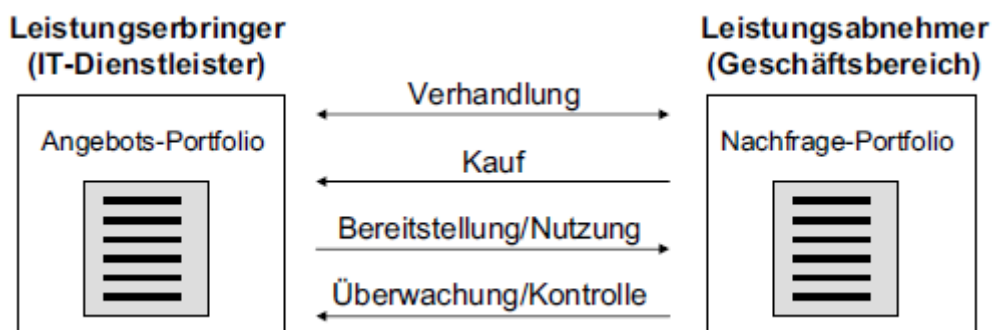 Leistungserbringer
(IT-Dienstleister)
Leistungsabnehmer
(Geschäftsbereich)
Angebots-Portfolio
Verhandlung
Kauf
Bereitstellung/Nutzung
Überwachung/Kontrolle
Nachfrage-Portfolio